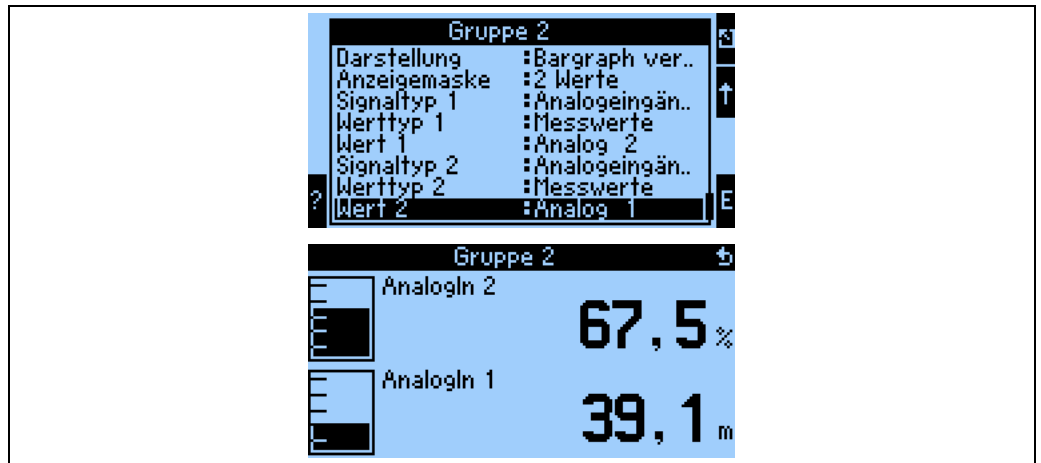 Gruppe 2
Darstellung :Bargraph ver..
Anzeigemaske :2 Werte
Signaltyp 1 :Analogeingän..
Werttyp 1 :Messwerte
Wert 1 :Analog 2
Signaltyp 2 :Analogeingän..
Werttyp 2 :Messwerte
? Wert 2 :Analog 1 E
Gruppe 2
AnalogIn 2
67,5 %
AnalogIn 1
39,1 m